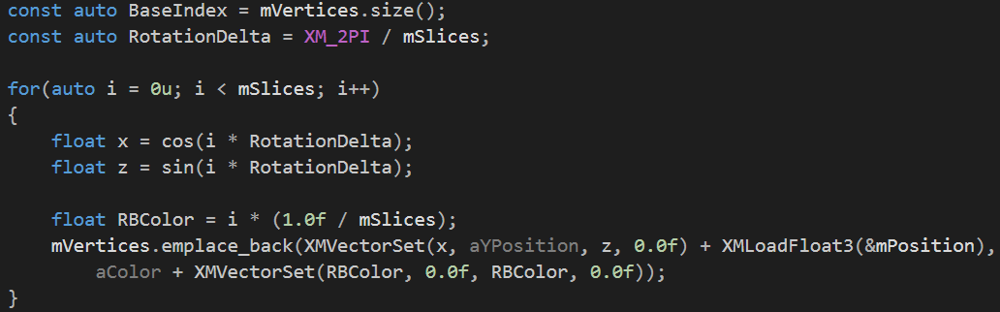 const auto BaseIndex = mVertices.size();
const auto RotationDelta = XM_2PI / mSlices;
for(auto i = 0u; i < mSlices; i++)
{
float x = cos(i * RotationDelta);
float z = sin(i * RotationDelta);
float RBColor = i * (1.0f / mSlices);
mVertices.emplace_back(XMVectorSet(x, aYPosition, z, 0.0f) + XMLoadFloat3(&mPosition),
aColor + XMVectorSet(RBColor, 0.0f, RBColor, 0.0f));
}